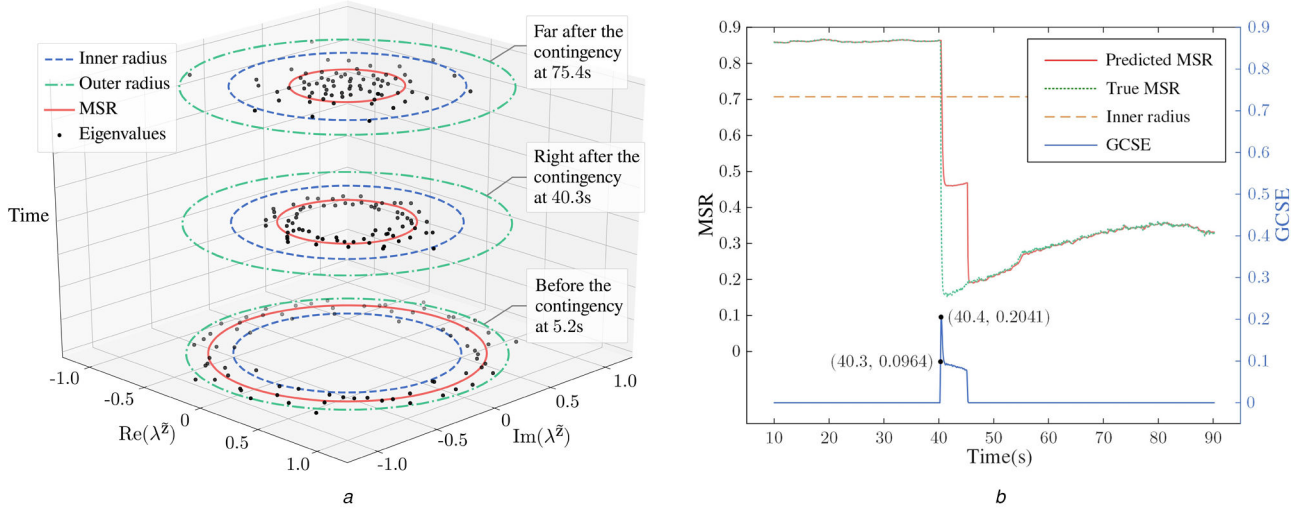 Inner radius
Outer radius
MSR
Eigenvalues
Far after the
contingency
at 75.4s
Right after the
contingency
at 40.3s
Before the
contingency
at 5.2s
Time
-1.0
-0.5
0
0.5
1.0
Re(λ^Z̃)
-1.0
-0.5
0
0.5
1.0
Im(λ^Z̃)
a
0.9
0.8
0.7
0.6
0.5
0.4
0.3
0.2
0.1
0
MSR
0.9
0.8
0.7
0.6
0.5
0.4
0.3
0.2
0.1
0
GCSE
Predicted MSR
True MSR
Inner radius
GCSE
(40.4, 0.2041)
(40.3, 0.0964)
10 20 30 40 50 60 70 80 90
Time(s)
b